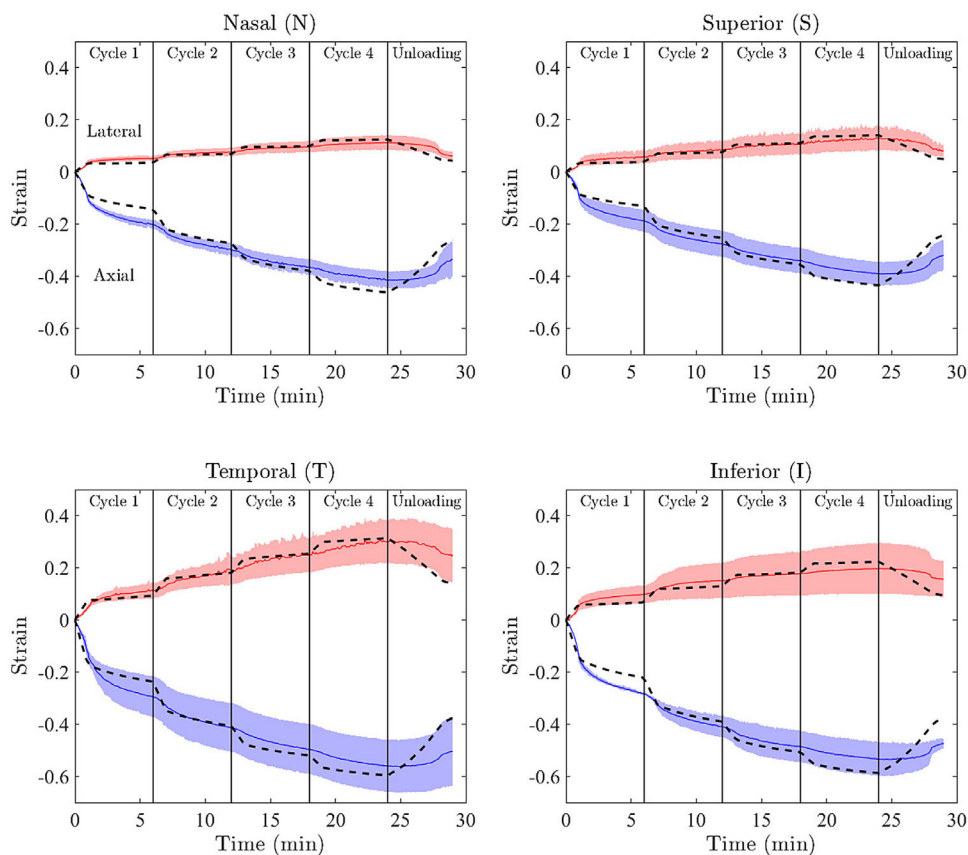 Nasal (N)
Cycle 1 Cycle 2 Cycle 3 Cycle 4 Unloading
0.4
0.2
0
-0.2
-0.4
-0.6
Strain
Lateral
Axial
0 5 10 15 20 25 30
Time (min)
Superior (S)
Cycle 1 Cycle 2 Cycle 3 Cycle 4 Unloading
0.4
0.2
0
-0.2
-0.4
-0.6
Strain
0 5 10 15 20 25 30
Time (min)
Temporal (T)
Cycle 1 Cycle 2 Cycle 3 Cycle 4 Unloading
0.4
0.2
0
-0.2
-0.4
-0.6
Strain
0 5 10 15 20 25 30
Time (min)
Inferior (I)
Cycle 1 Cycle 2 Cycle 3 Cycle 4 Unloading
0.4
0.2
0
-0.2
-0.4
-0.6
Strain
0 5 10 15 20 25 30
Time (min)